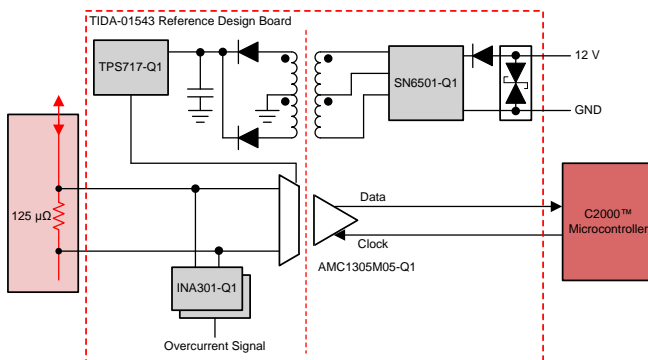 TIDA-01543 Reference Design Board
TPS717-Q1
SN6501-Q1
12 V
GND
125 μΩ
Data
Clock
C2000™
Microcontroller
AMC1305M05-Q1
INA301-Q1
Overcurrent Signal